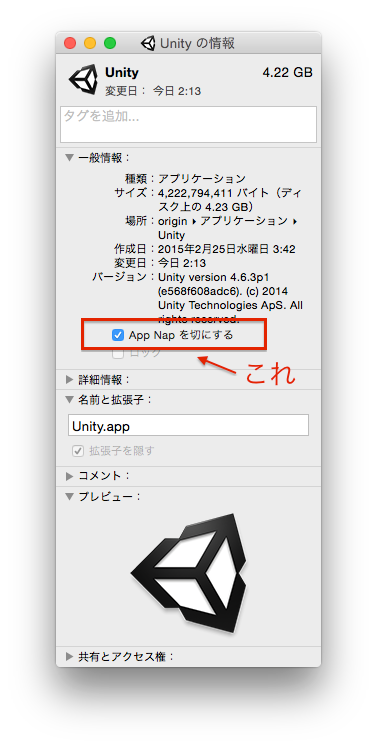 Unity の情報
Unity
4.22 GB
変更日： 今日 2:13
タグを追加...
一般情報：
種類：アプリケーション
サイズ：4,222,794,411 バイト（ディ
スク上の 4.23 GB）
場所：origin ▸ アプリケーション ▸
Unity
作成日：2015年2月25日水曜日 3:42
変更日：今日 2:13
バージョン：Unity version 4.6.3p1
(e568f608adc6). (c) 2014
Unity Technologies ApS. All
rights reserved.
App Nap を切にする
ロック
これ
詳細情報：
名前と拡張子：
Unity.app
拡張子を隠す
コメント：
プレビュー：
共有とアクセス権：